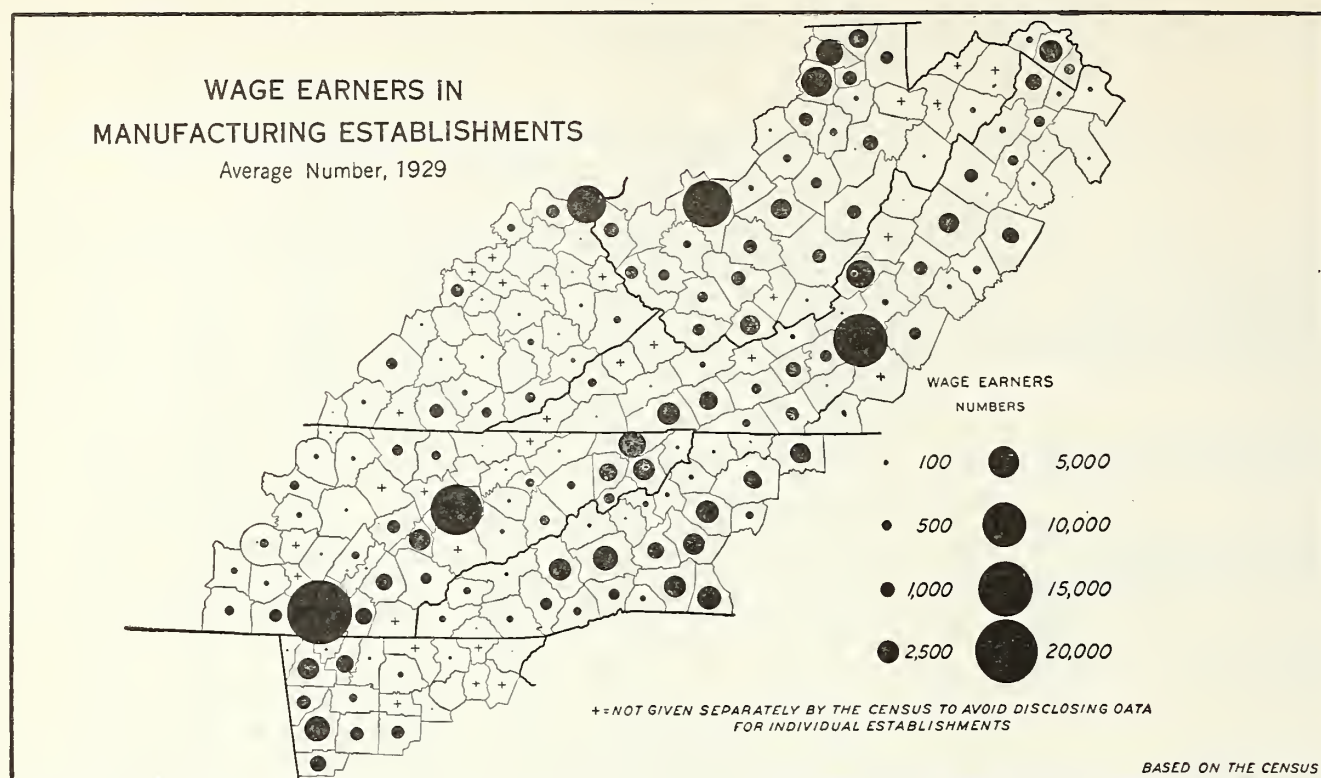 WAGE EARNERS IN
MANUFACTURING ESTABLISHMENTS
Average Number, 1929
WAGE EARNERS
NUMBERS
100 5,000
500 10,000
1,000 15,000
2,500 20,000
+=NOT GIVEN SEPARATELY BY THE CENSUS TO AVOID DISCLOSING DATA
FOR INDIVIDUAL ESTABLISHMENTS
BASED ON THE CENSUS